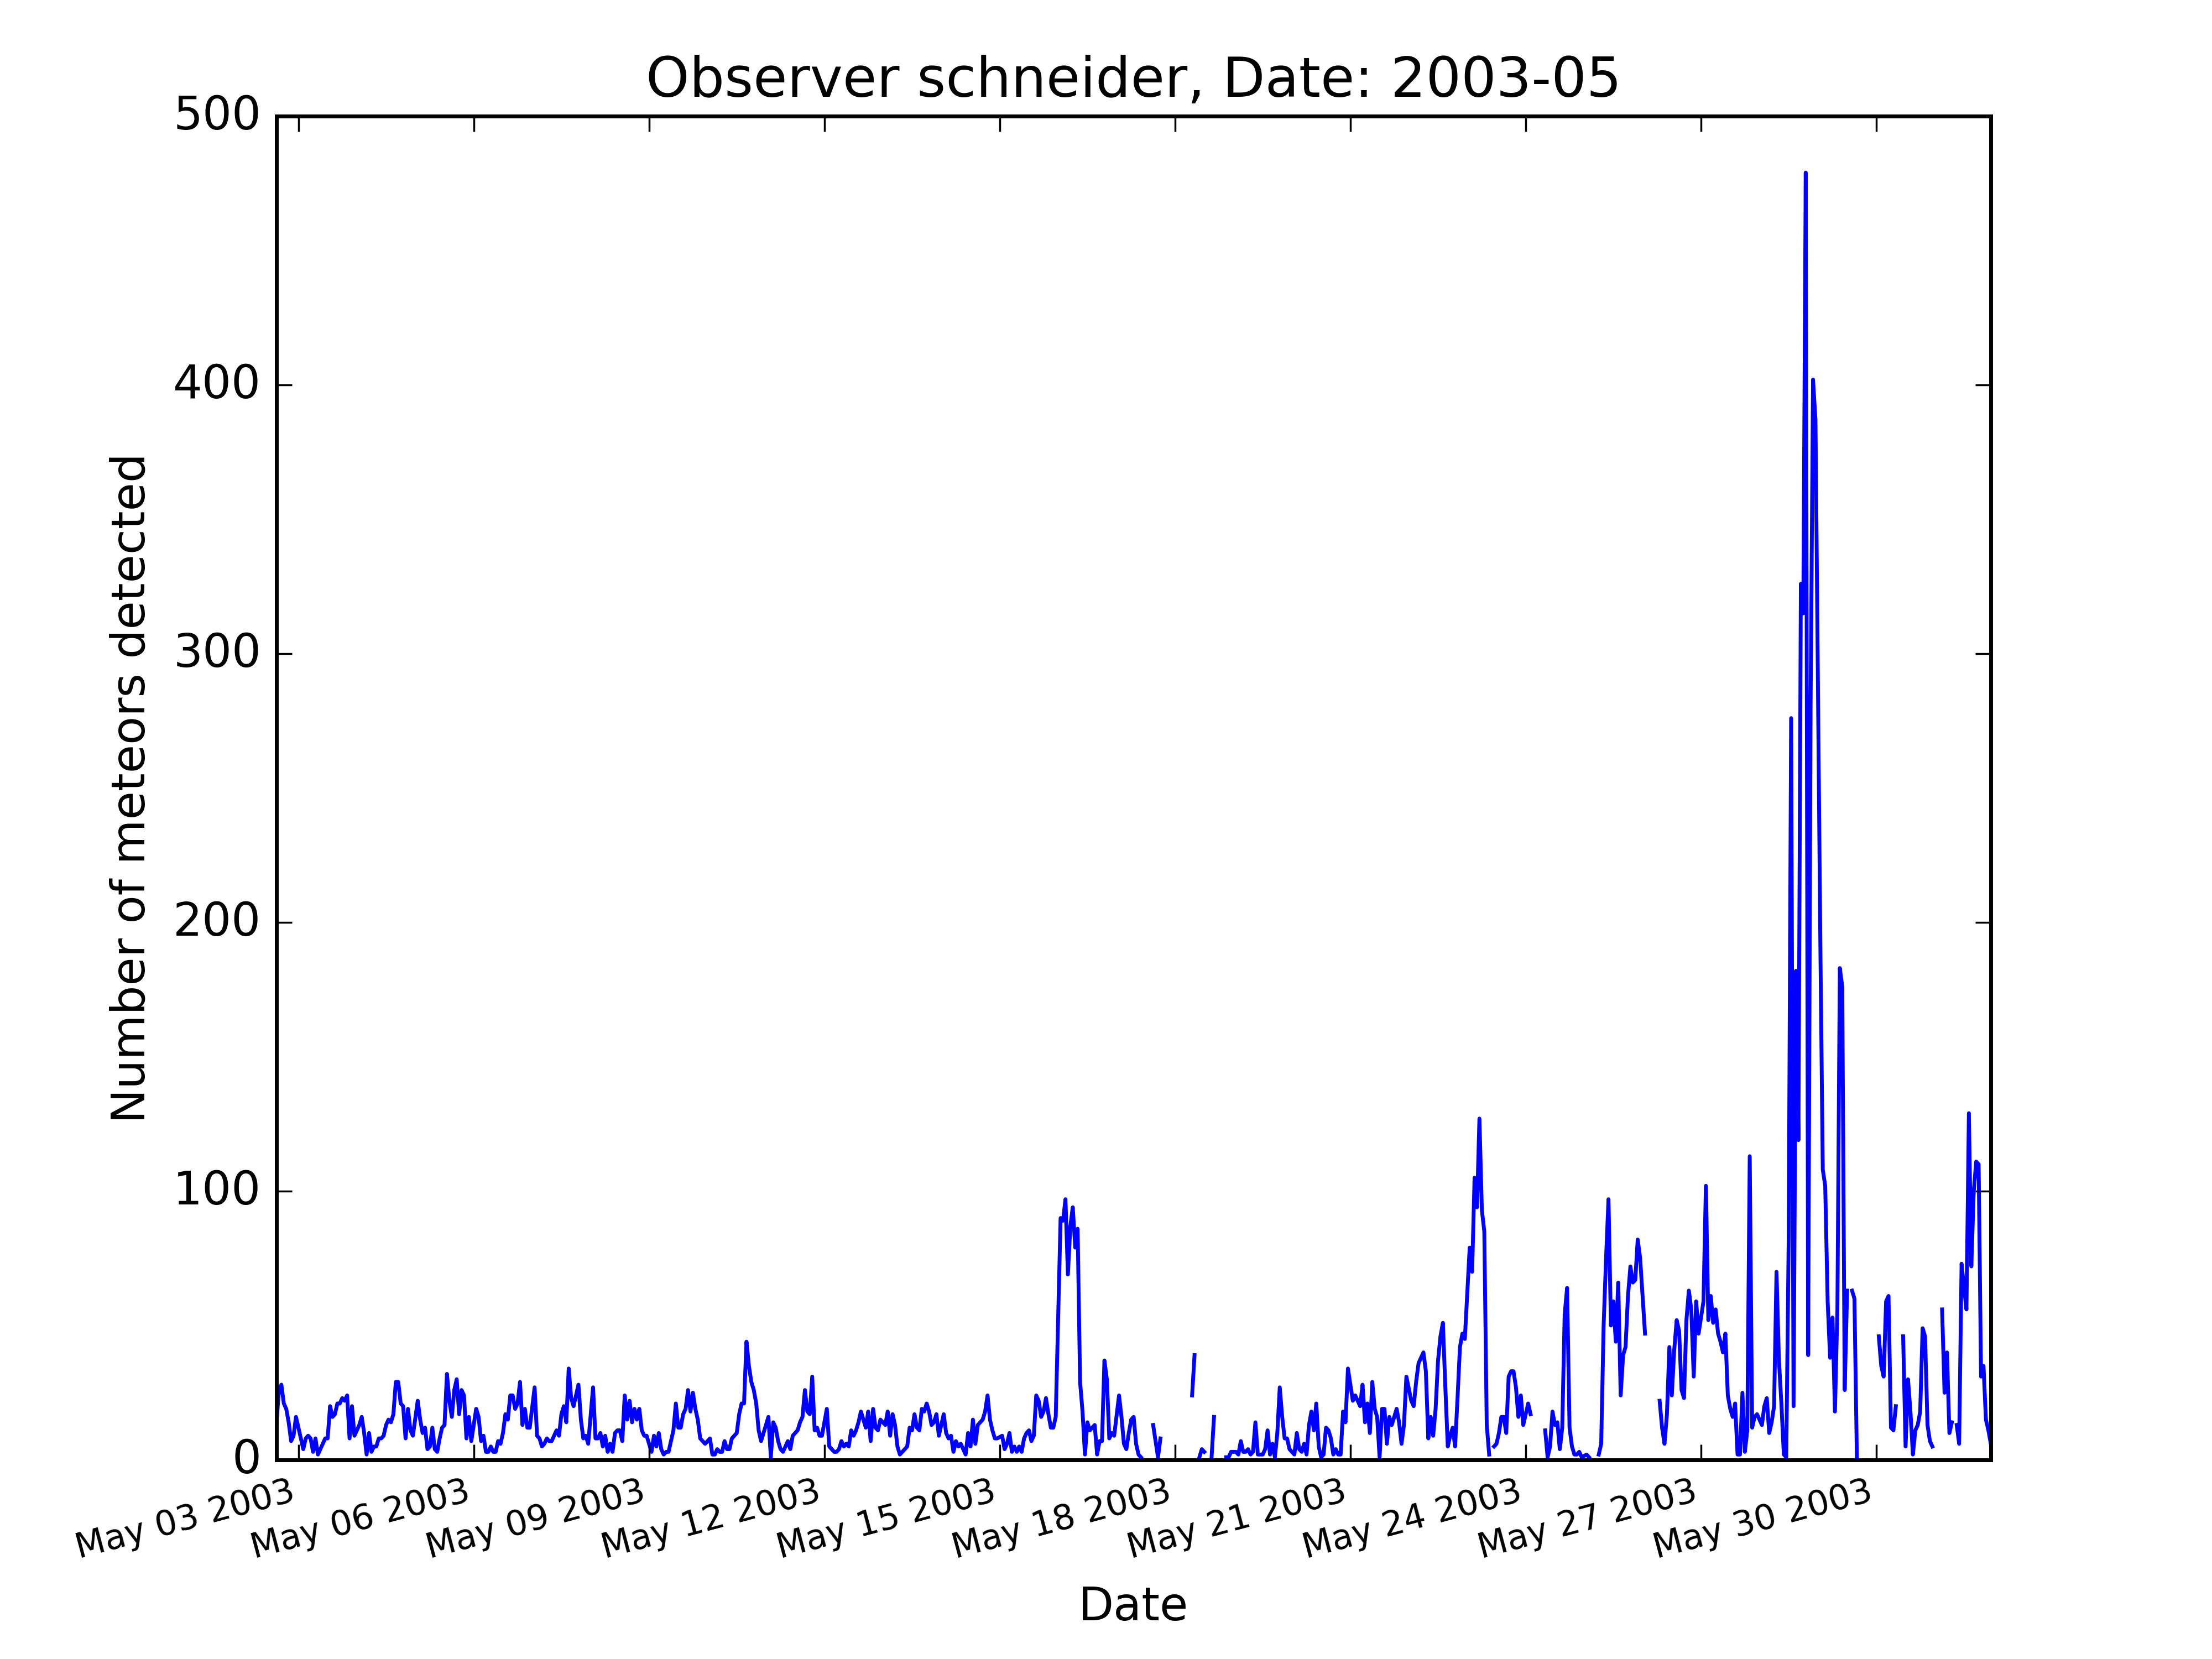 Observer schneider, Date: 2003-05
500
400
300
200
100
0
Number of meteors detected
May 03 2003
May 06 2003
May 09 2003
May 12 2003
May 15 2003
May 18 2003
May 21 2003
May 24 2003
May 27 2003
May 30 2003
Date